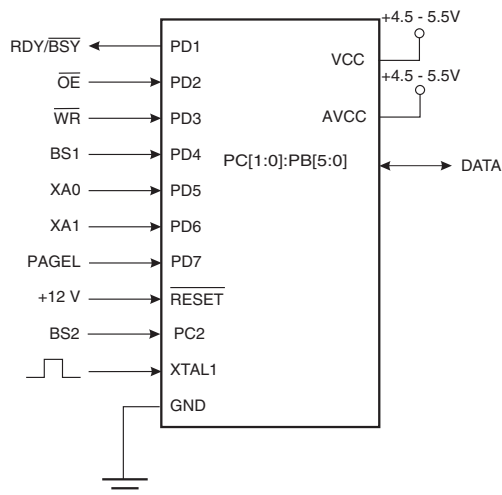 +4.5 - 5.5V
RDY/BSY PD1 VCC
+4.5 - 5.5V
OE PD2
WR PD3 AVCC
BS1 PD4 PC[1:0]:PB[5:0] DATA
XA0 PD5
XA1 PD6
PAGEL PD7
+12 V RESET
BS2 PC2
XTAL1
GND